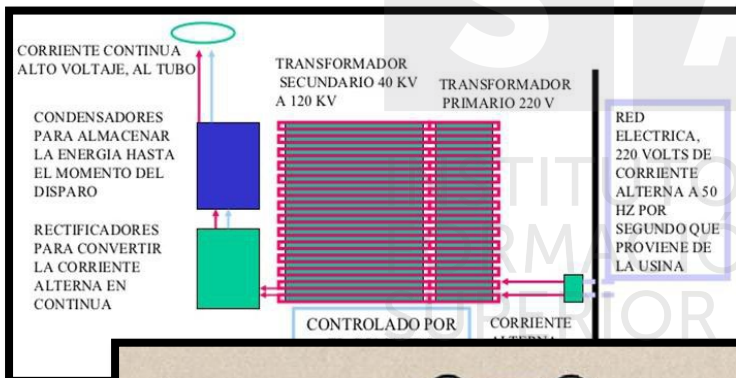 CORRIENTE CONTINUA
ALTO VOLTAJE, AL TUBO
TRANSFORMADOR
SECUNDARIO 40 KV
A 120 KV
TRANSFORMADOR
PRIMARIO 220 V
CONDENSADORES
PARA ALMACENAR
LA ENERGIA HASTA
EL MOMENTO DEL
DISPARO
RED
ELECTRICA,
220 VOLTS DE
CORRIENTE
ALTERNA A 50
HZ POR
SEGUNDO QUE
PROVIENE DE
LA USINA
RECTIFICADORES
PARA CONVERTIR
LA CORRIENTE
ALTERNA EN
CONTINUA
CONTROLADO POR
CORRIENTE
INSTITUTO
SUPERIOR